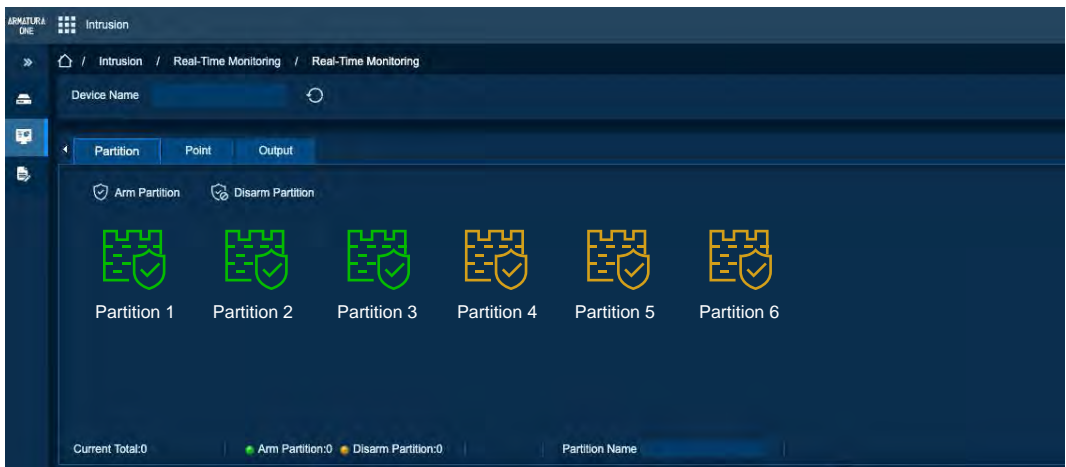 ARMATURA
ONE
Intrusion
/ Intrusion / Real-Time Monitoring / Real-Time Monitoring
Device Name
Partition Point Output
Arm Partition Disarm Partition
Partition 1 Partition 2 Partition 3 Partition 4 Partition 5 Partition 6
Current Total:0 Arm Partition:0 Disarm Partition:0 Partition Name